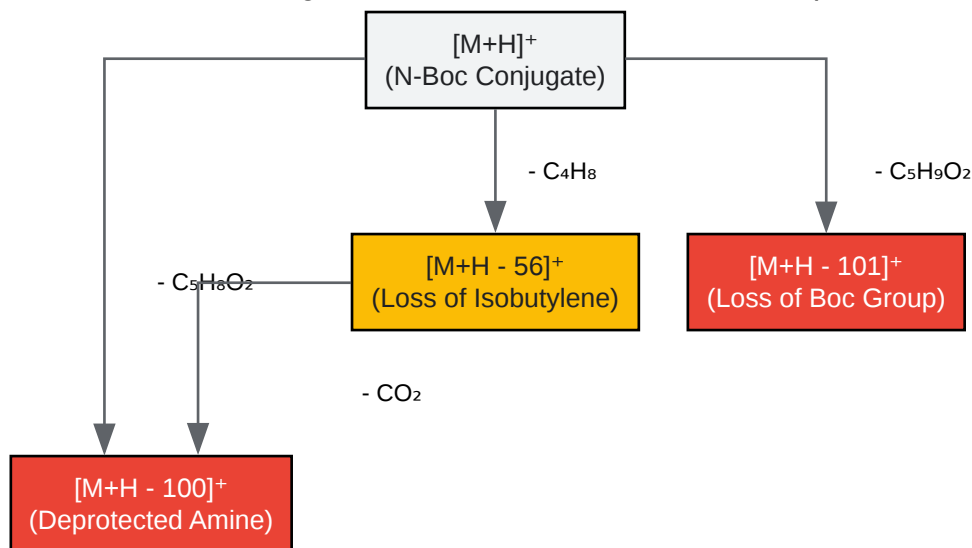 [M+H]⁺
(N-Boc Conjugate)
- C₄H₈
- C₅H₉O₂
[M+H - 56]⁺
(Loss of Isobutylene)
[M+H - 101]⁺
(Loss of Boc Group)
- C₅H₈O₂
- CO₂
[M+H - 100]⁺
(Deprotected Amine)